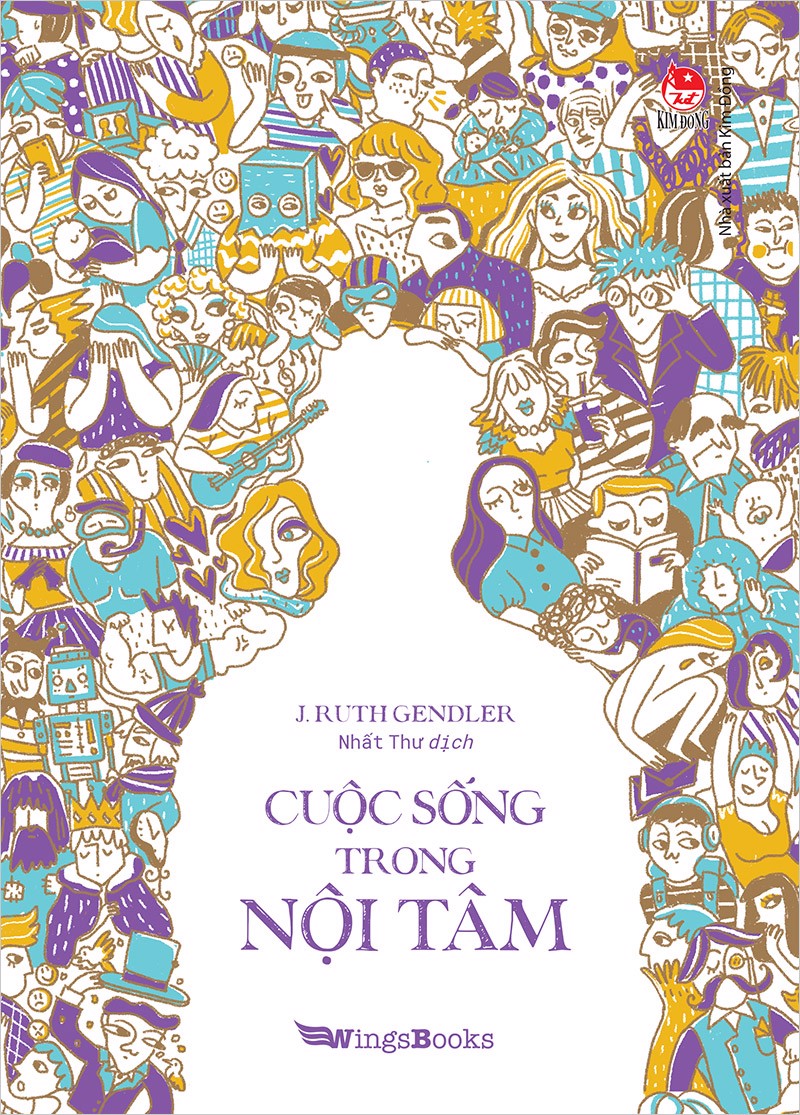 KIM ĐỒNG
Nhà xuất bản Kim Đồng
J. RUTH GENDLER
Nhất Thư dịch
CUỘC SỐNG
TRONG
NỘI TÂM
WingsBooks